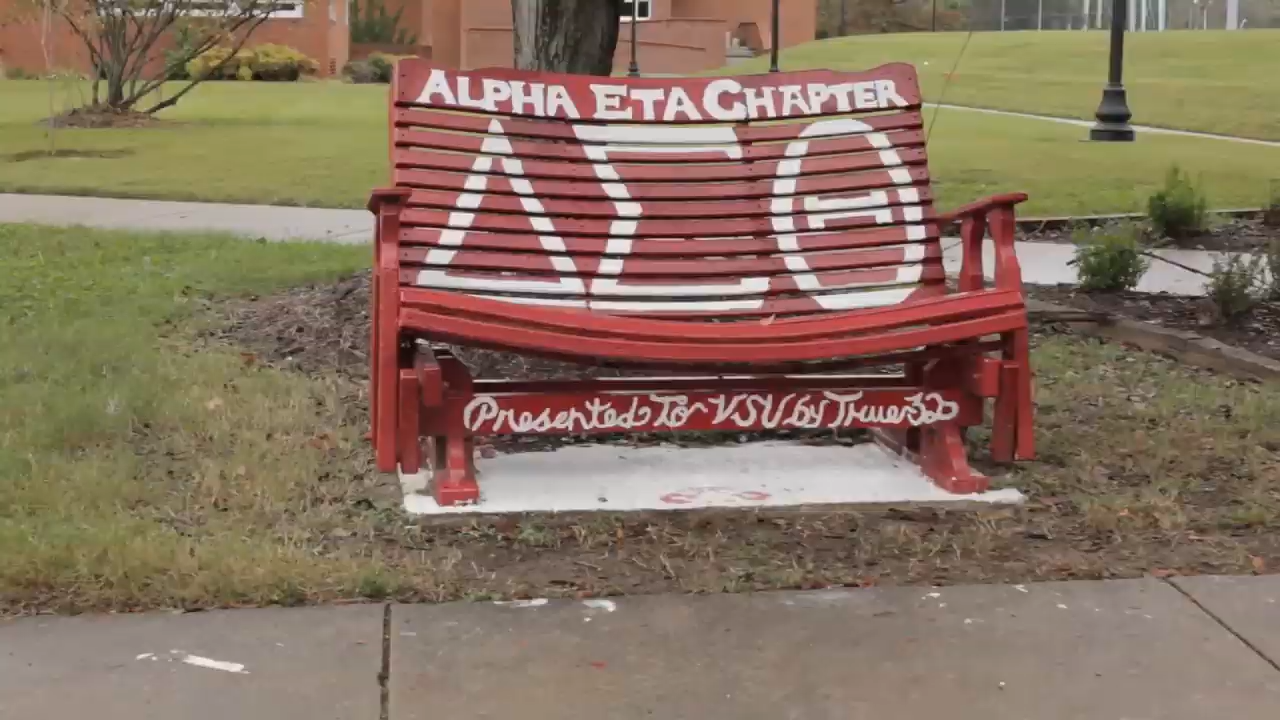 ALPHA ETA CHAPTER
ΔΣΘ
Presented To VSU by True 32